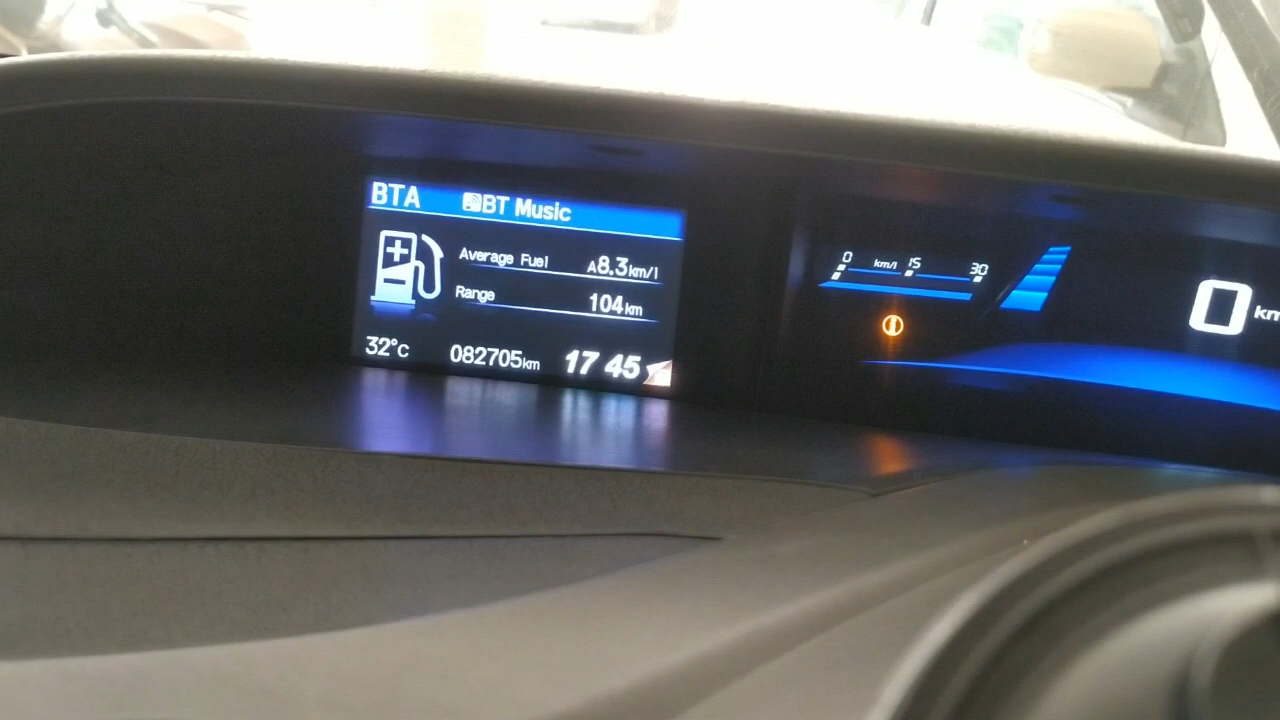 BTA BT Music
Average Fuel A8.3km/l
Range 104km
32°C 082705km 17 45
0 km/l 15 30
0 km